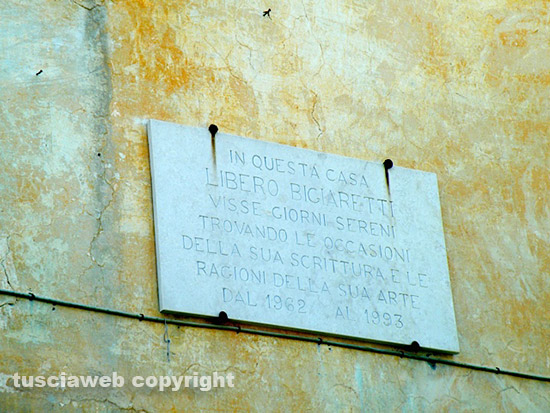 IN QUESTA CASA
LIBERO BIGIARETTI
VISSE GIORNI SERENI
TROVANDO LE OCCASIONI
DELLA SUA SCRITTURA E LE
RAGIONI DELLA SUA ARTE
DAL 1962 AL 1993
tusciaweb copyright